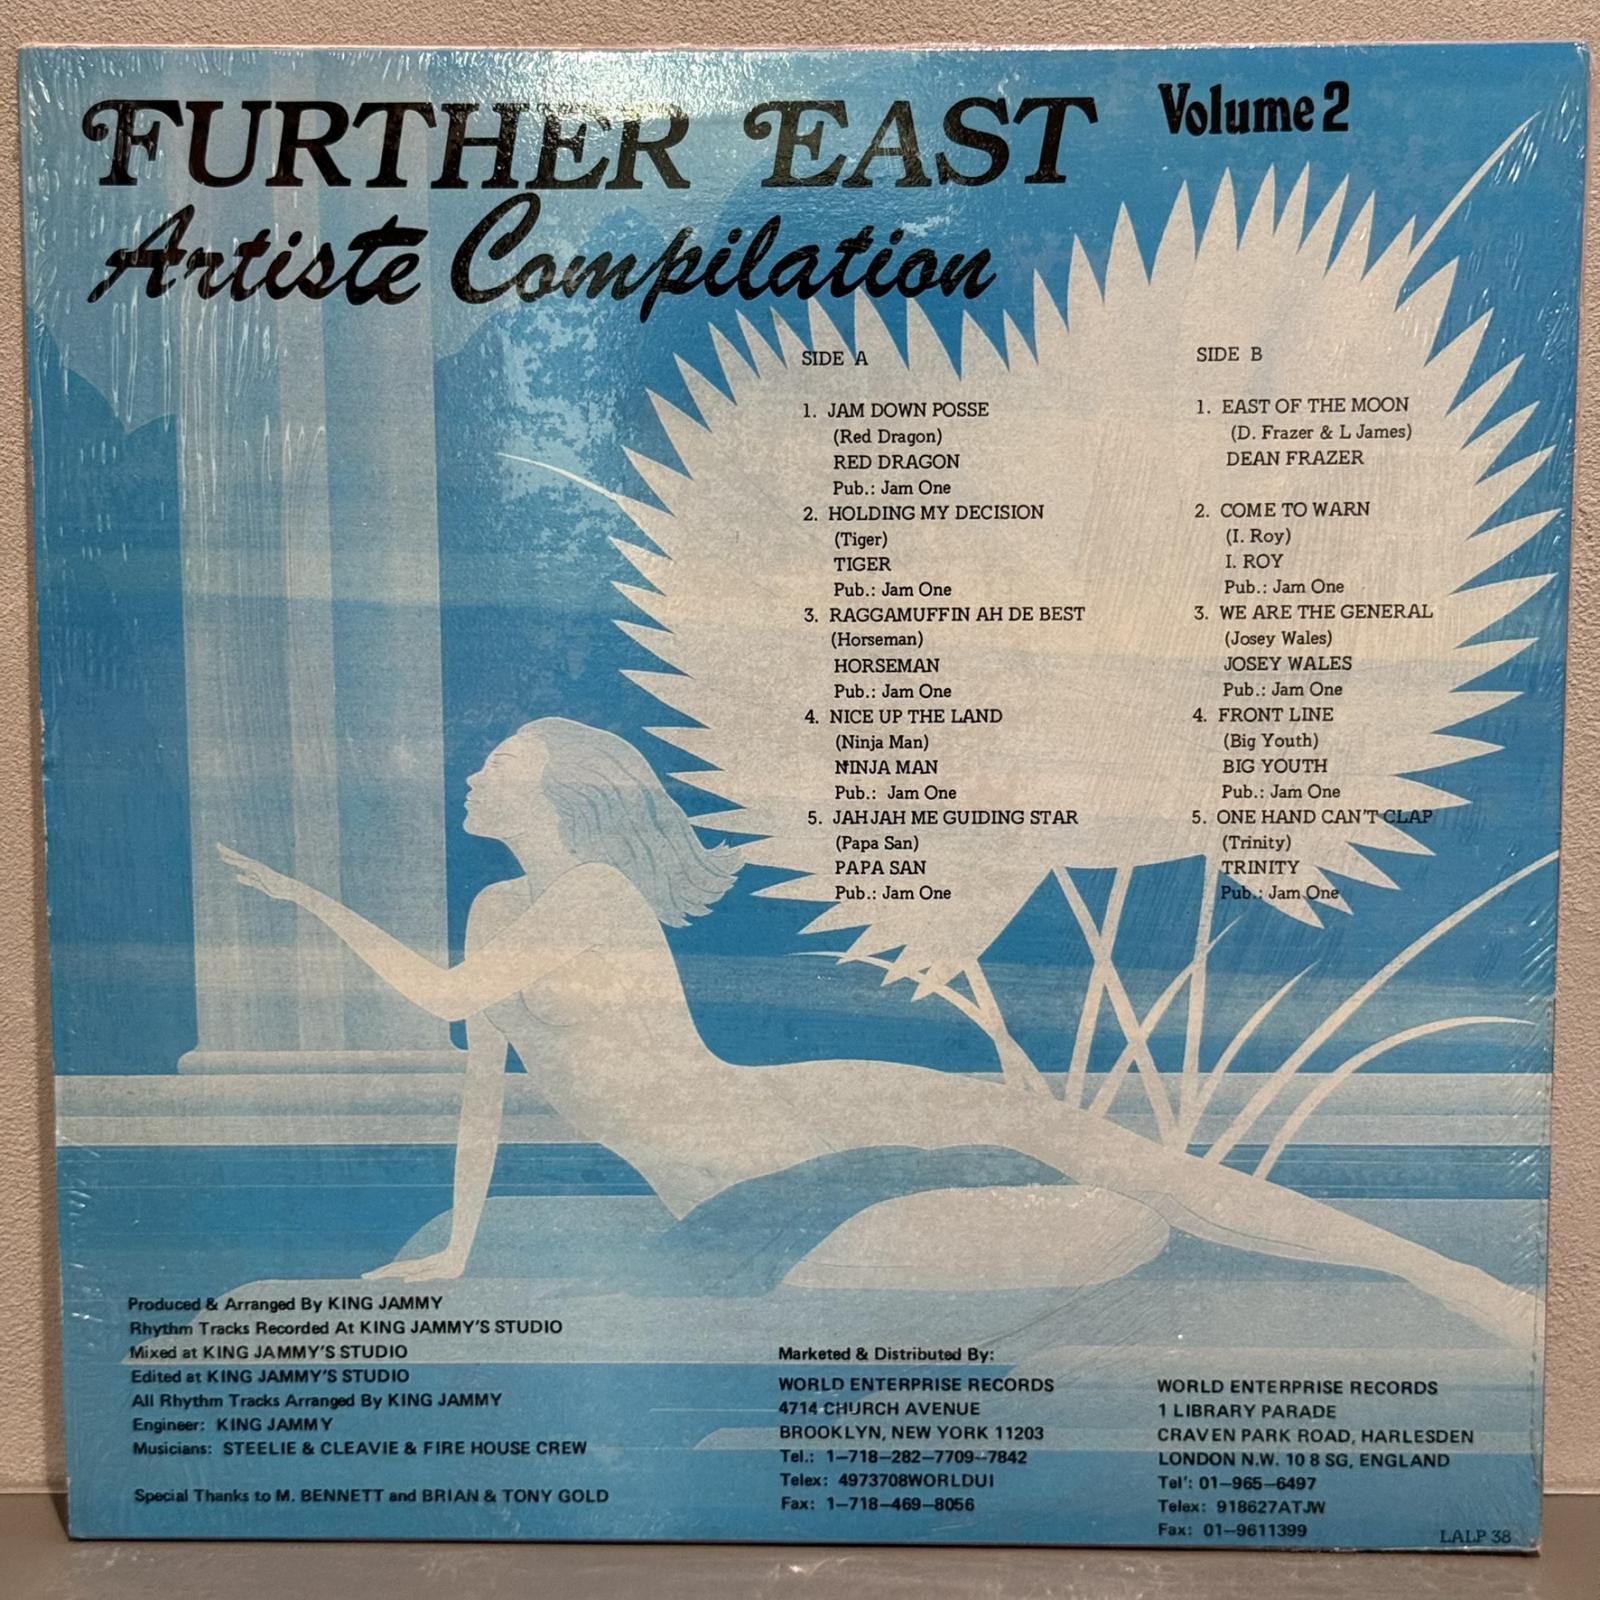 FURTHER EAST Volume 2
Artiste Compilation
SIDE A
1. JAM DOWN POSSE
(Red Dragon)
RED DRAGON
Pub.: Jam One
2. HOLDING MY DECISION
(Tiger)
TIGER
Pub.: Jam One
3. RAGGAMUFFIN AH DE BEST
(Horseman)
HORSEMAN
Pub.: Jam One
4. NICE UP THE LAND
(Ninja Man)
NINJA MAN
Pub.: Jam One
5. JAH JAH ME GUIDING STAR
(Papa San)
PAPA SAN
Pub.: Jam One
SIDE B
1. EAST OF THE MOON
(D. Frazer & L James)
DEAN FRAZER
2. COME TO WARN
(I. Roy)
I. ROY
Pub.: Jam One
3. WE ARE THE GENERAL
(Josey Wales)
JOSEY WALES
Pub.: Jam One
4. FRONT LINE
(Big Youth)
BIG YOUTH
Pub.: Jam One
5. ONE HAND CAN'T CLAP
(Trinity)
TRINITY
Pub.: Jam One
Produced & Arranged By KING JAMMY
Rhythm Tracks Recorded At KING JAMMY'S STUDIO
Mixed at KING JAMMY'S STUDIO
Edited at KING JAMMY'S STUDIO
All Rhythm Tracks Arranged By KING JAMMY
Engineer: KING JAMMY
Musicians: STEELIE & CLEAVIE & FIRE HOUSE CREW
Special Thanks to M. BENNETT and BRIAN & TONY GOLD
Marketed & Distributed By:
WORLD ENTERPRISE RECORDS
4714 CHURCH AVENUE
BROOKLYN, NEW YORK 11203
Tel.: 1-718-282-7709-7842
Telex: 4973708WORLDUI
Fax: 1-718-469-8056
WORLD ENTERPRISE RECORDS
1 LIBRARY PARADE
CRAVEN PARK ROAD, HARLESDEN
LONDON N.W. 10 8 SG, ENGLAND
Tel': 01-965-6497
Telex: 918627ATJW
Fax: 01-9611399
LALP 38